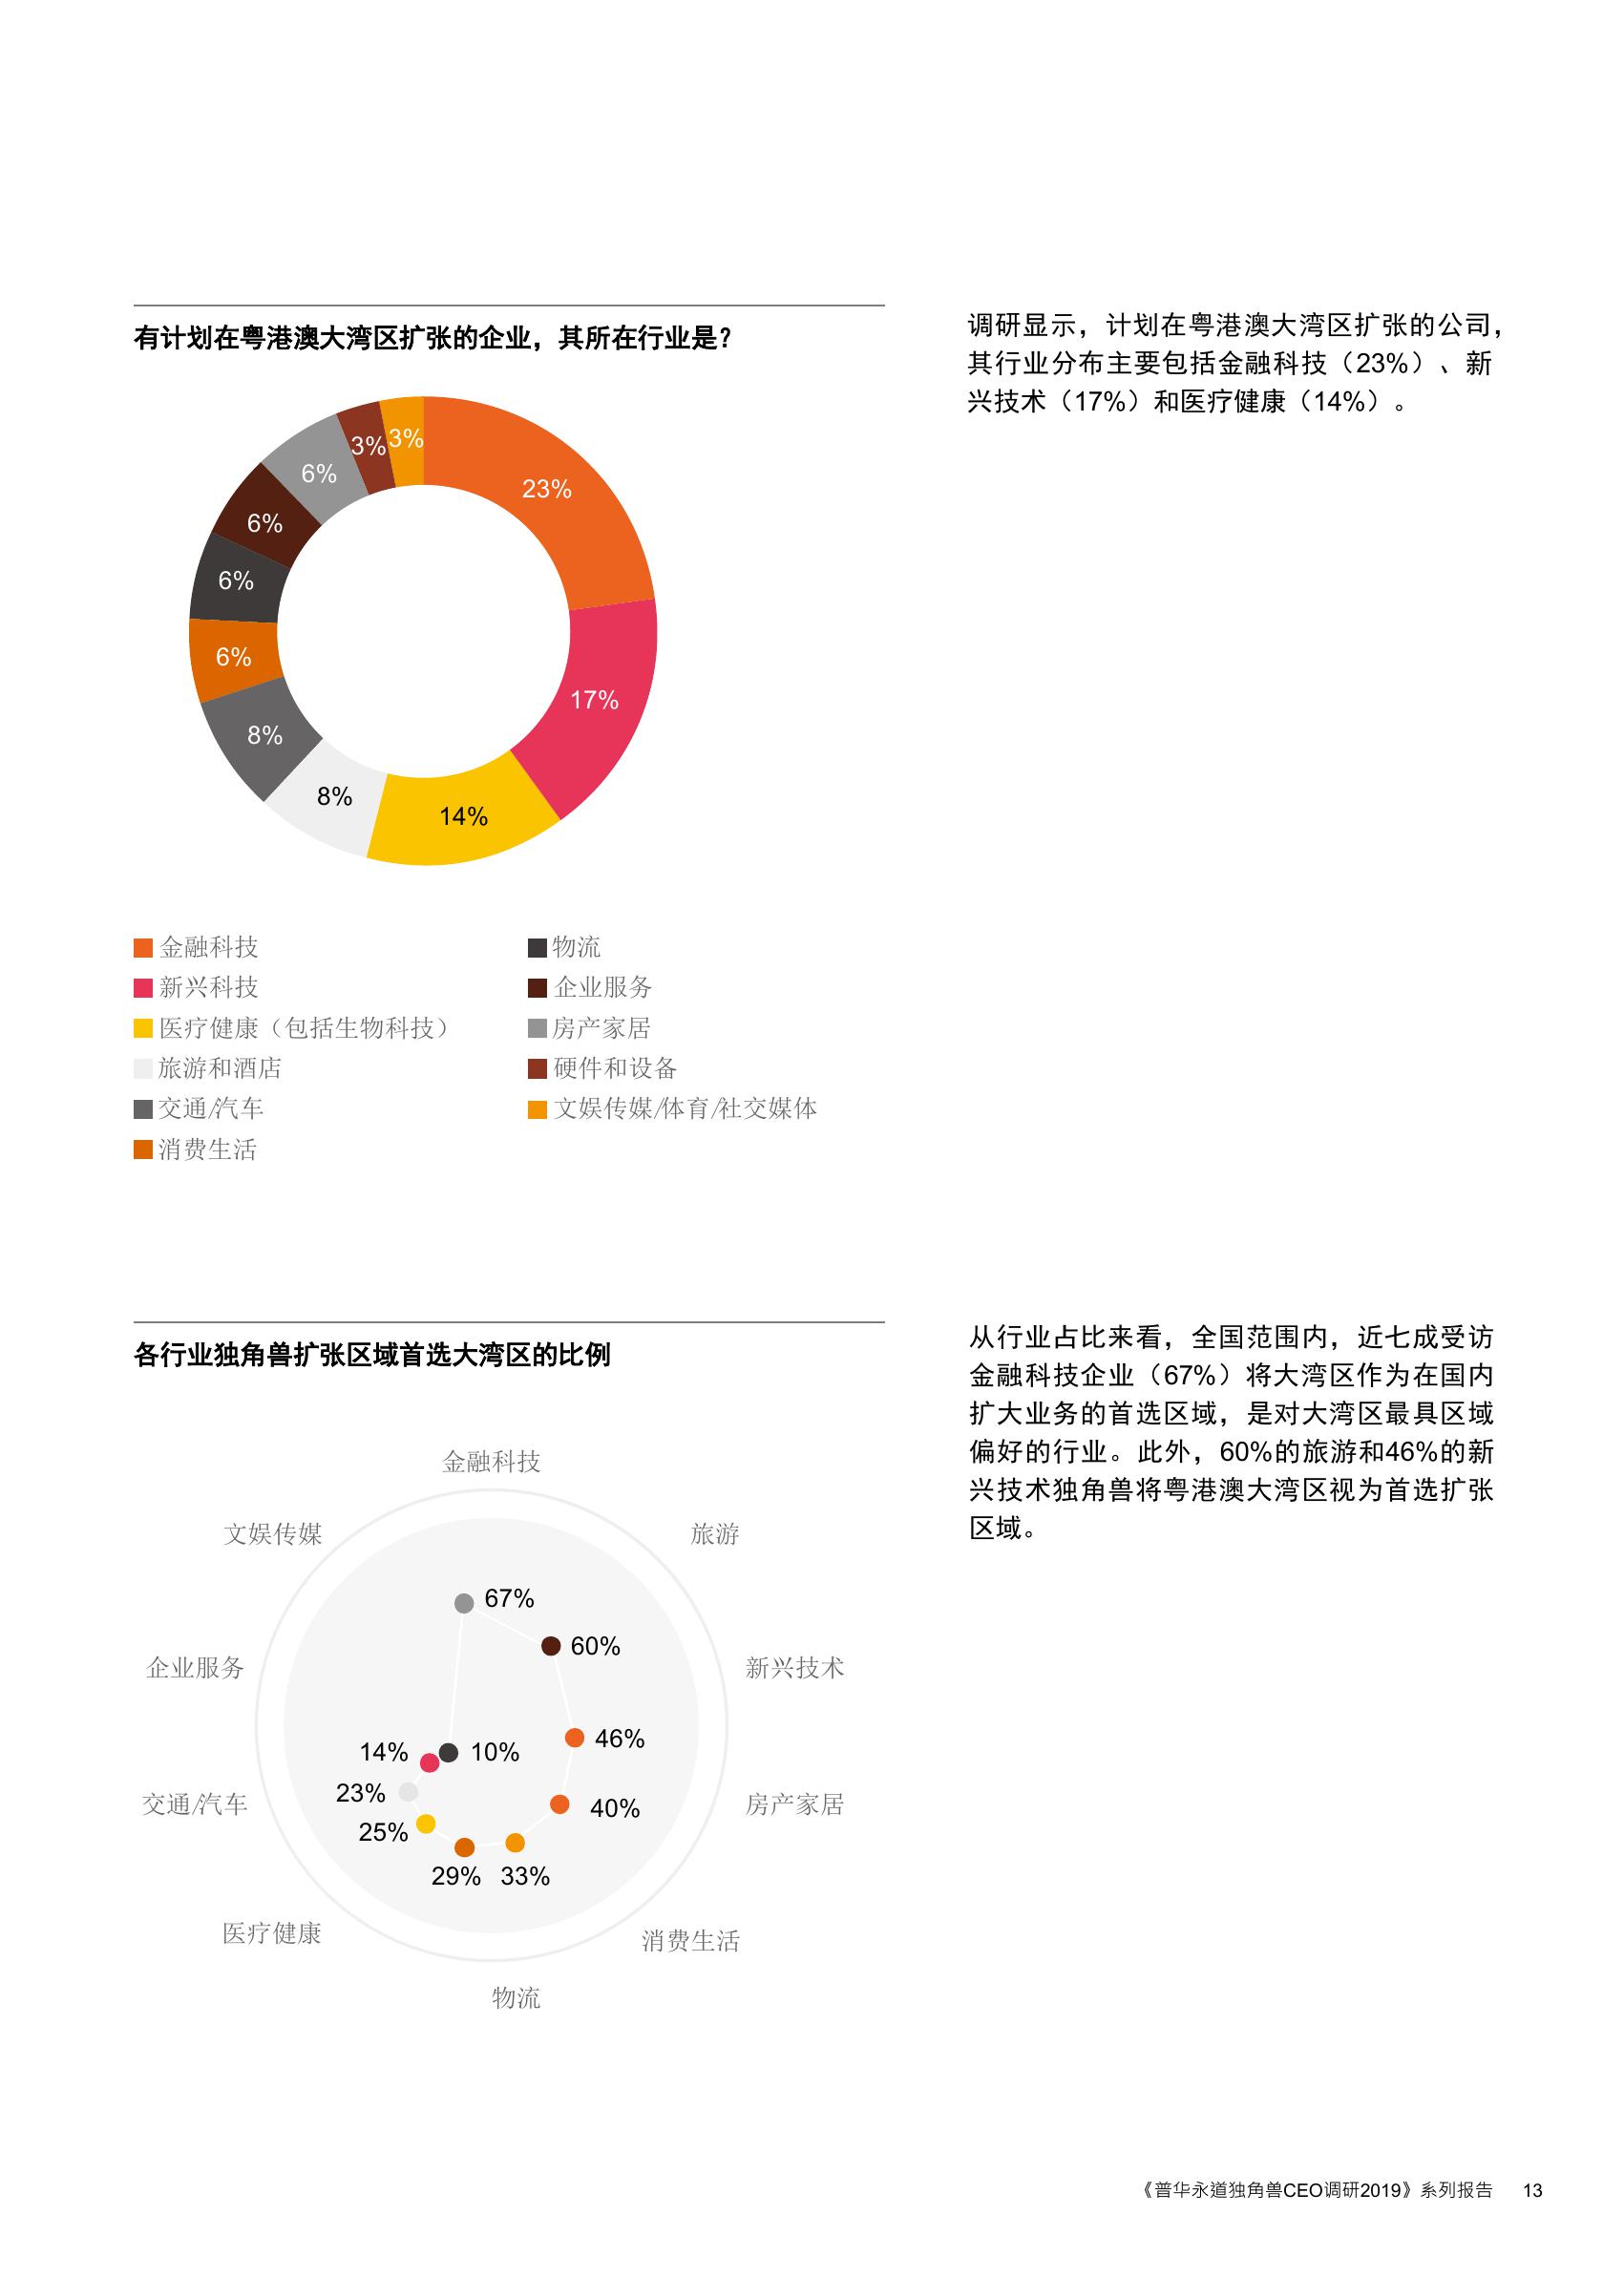 有计划在粤港澳大湾区扩张的企业，其所在行业是？
调研显示，计划在粤港澳大湾区扩张的公司，
其行业分布主要包括金融科技（23%）、新
兴技术（17%）和医疗健康（14%）。
23%
17%
14%
8%
8%
6%
6%
6%
6%
3%
3%
金融科技
新兴科技
医疗健康（包括生物科技）
旅游和酒店
交通/汽车
消费生活
物流
企业服务
房产家居
硬件和设备
文娱传媒/体育/社交媒体
各行业独角兽扩张区域首选大湾区的比例
从行业占比来看，全国范围内，近七成受访
金融科技企业（67%）将大湾区作为在国内
扩大业务的首选区域，是对大湾区最具区域
偏好的行业。此外，60%的旅游和46%的新
兴技术独角兽将粤港澳大湾区视为首选扩张
区域。
金融科技
旅游
新兴技术
房产家居
消费生活
物流
医疗健康
交通/汽车
企业服务
文娱传媒
67%
60%
46%
40%
33%
29%
25%
23%
14%
10%
《普华永道独角兽CEO调研2019》系列报告 13